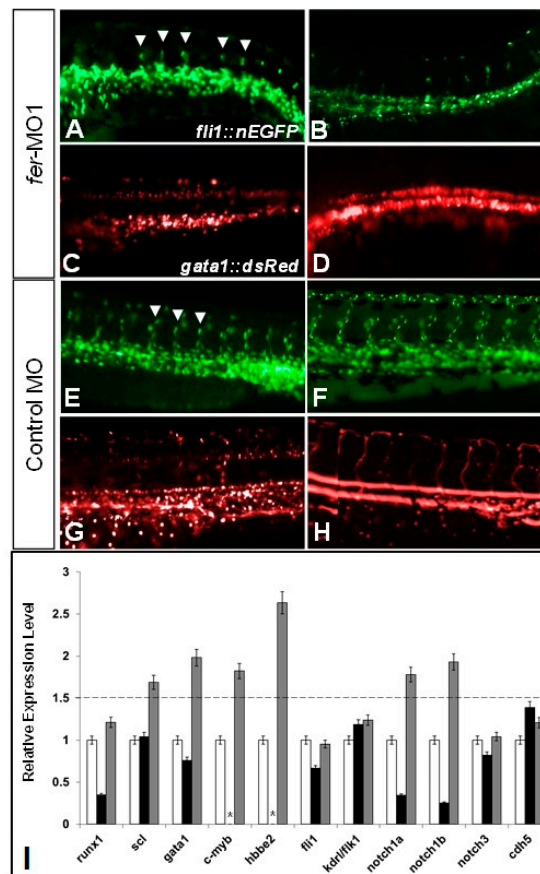 fer-MO1
A
fli1::nEGFP
B
C
gata1::dsRed
D
Control MO
E
F
G
H
Relative Expression Level
3
2.5
2
1.5
1
0.5
0
* *
runx1
scl
gata1
c-myb
hbbe2
fli1
kdrl/flk1
notch1a
notch1b
notch3
cdh5
I